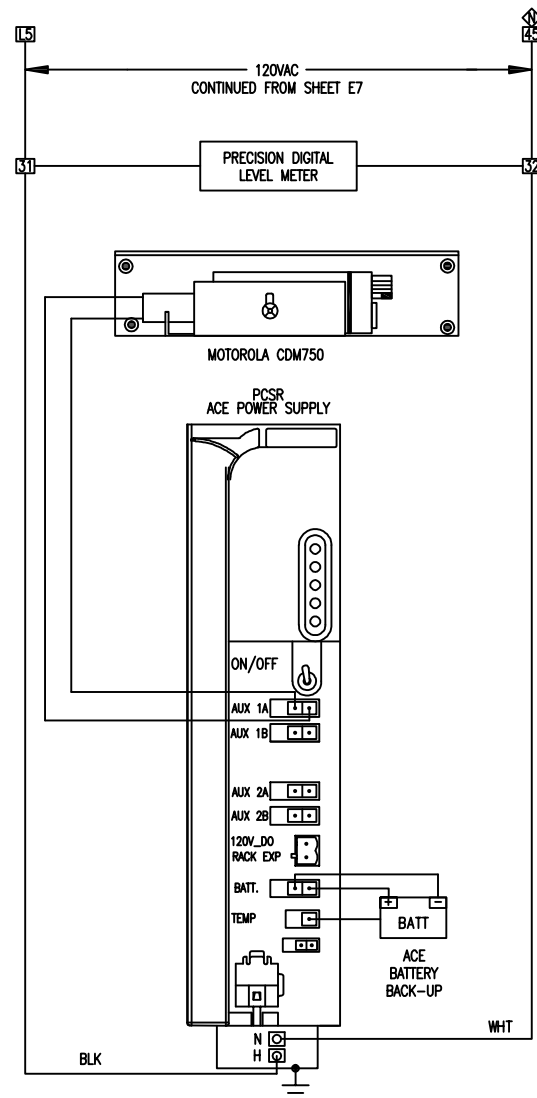 L5
N
45
120VAC
CONTINUED FROM SHEET E7
31
PRECISION DIGITAL
LEVEL METER
32
MOTOROLA CDM750
PCSR
ACE POWER SUPPLY
ON/OFF
AUX 1A
AUX 1B
AUX 2A
AUX 2B
120V_DO
RACK EXP
BATT.
+ −
TEMP
BATT
ACE
BATTERY
BACK-UP
N
WHT
H
BLK